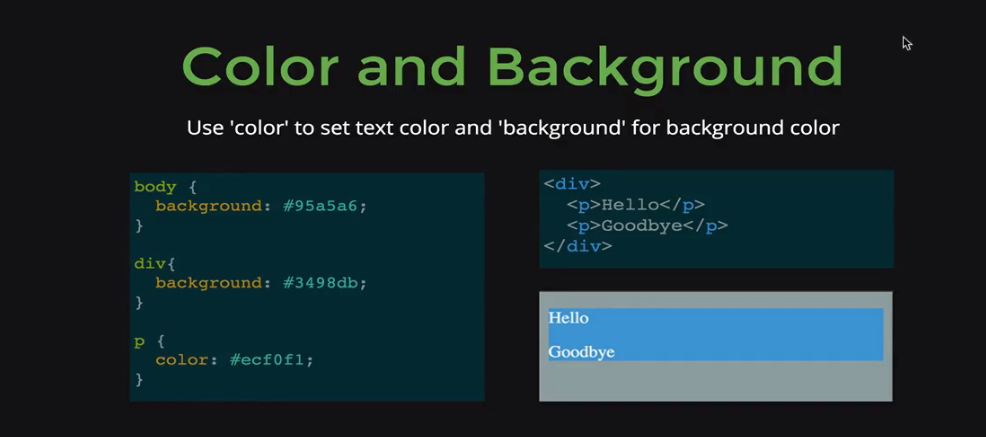 Color and Background
Use 'color' to set text color and 'background' for background color
body {
  background: #95a5a6;
}
div{
  background: #3498db;
}
p {
  color: #ecf0f1;
}
<div>
  <p>Hello</p>
  <p>Goodbye</p>
</div>
Hello
Goodbye